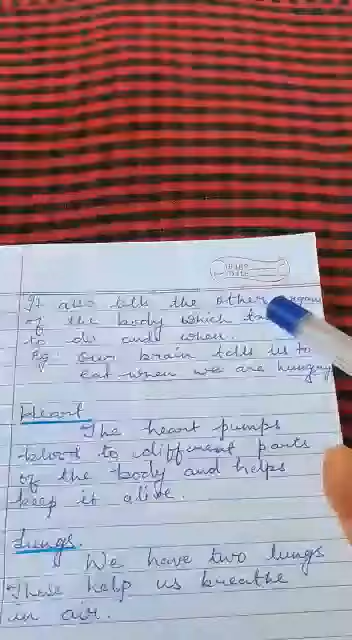 It also tells the other organs
of the body which
to do and when.
Eg: Our brain tells us to
eat when we are hungry
Heart
The heart pumps
blood to different parts
of the body and helps
keep it alive.
Lungs.
We have two lungs
These help us breathe
in air.